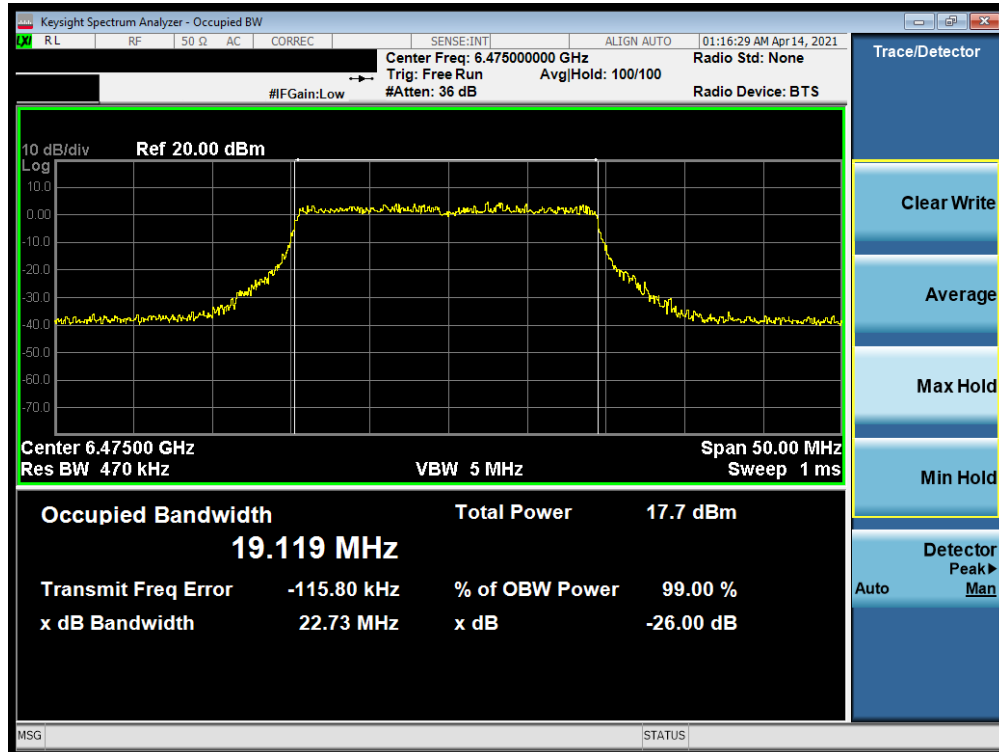 Keysight Spectrum Analyzer - Occupied BW
LXI RL RF 50 Ω AC CORREC SENSE:INT ALIGN AUTO 01:16:29 AM Apr 14, 2021
Center Freq: 6.475000000 GHz Radio Std: None
Trig: Free Run Avg|Hold: 100/100
#IFGain:Low #Atten: 36 dB Radio Device: BTS
Trace/Detector
10 dB/div Ref 20.00 dBm
Log
10.0
0.00
-10.0
-20.0
-30.0
-40.0
-50.0
-60.0
-70.0
Center 6.47500 GHz Span 50.00 MHz
Res BW 470 kHz VBW 5 MHz Sweep 1 ms
Occupied Bandwidth Total Power 17.7 dBm
19.119 MHz
Transmit Freq Error -115.80 kHz % of OBW Power 99.00 %
x dB Bandwidth 22.73 MHz x dB -26.00 dB
Clear Write
Average
Max Hold
Min Hold
Detector
Peak▶
Auto Man
MSG STATUS